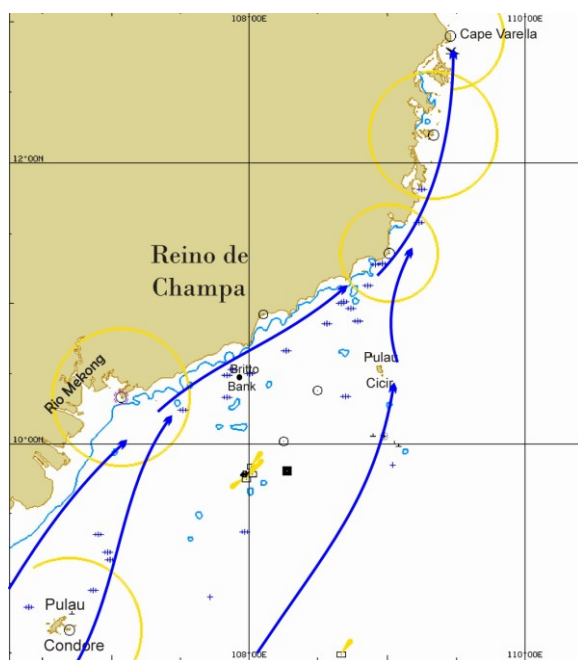 108°00E
110°00E
Cape Varella
12°00N
Reino de
Champa
Rio Mekong
Britto
Bank
Pulau
Cicir
10°00N
Pulau
Condore
108°00E
110°00E